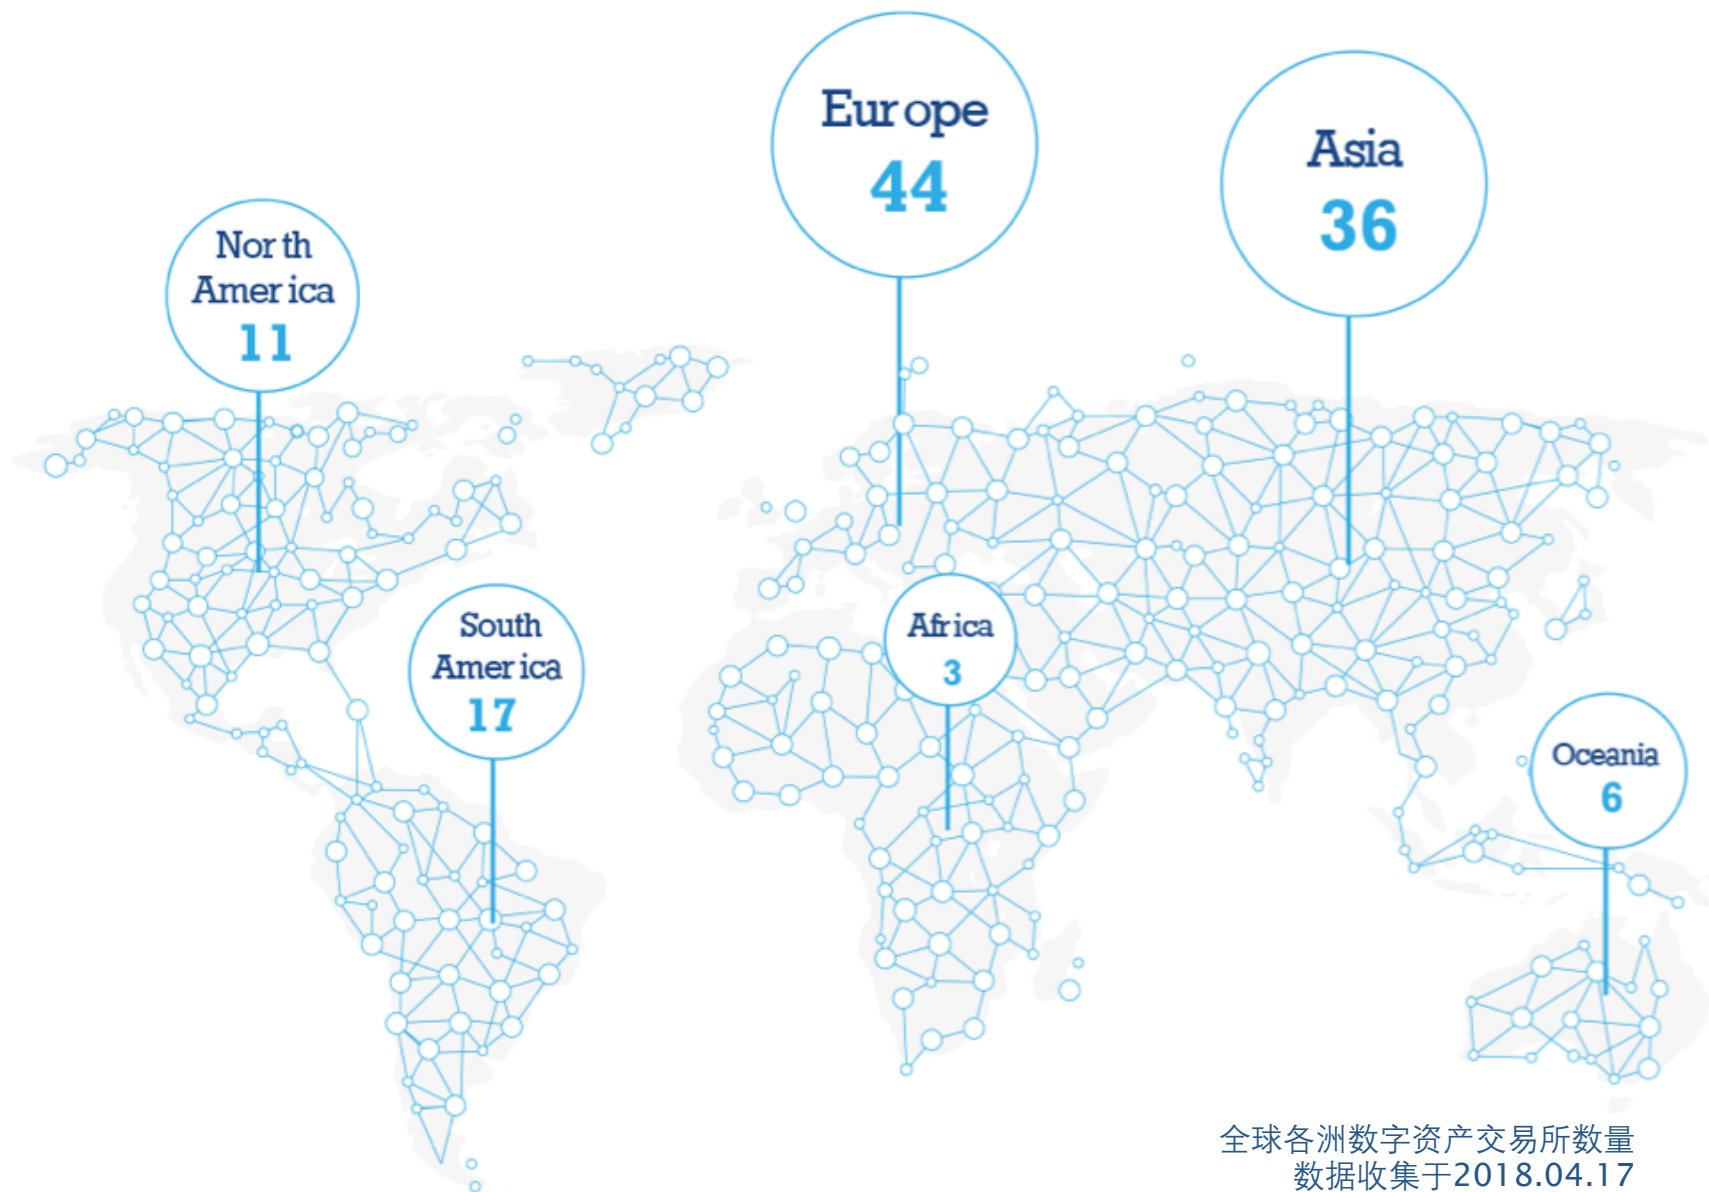 Europe
44
Asia
36
North
America
11
South
America
17
Africa
3
Oceania
6
全球各洲数字资产交易所数量
数据收集于2018.04.17